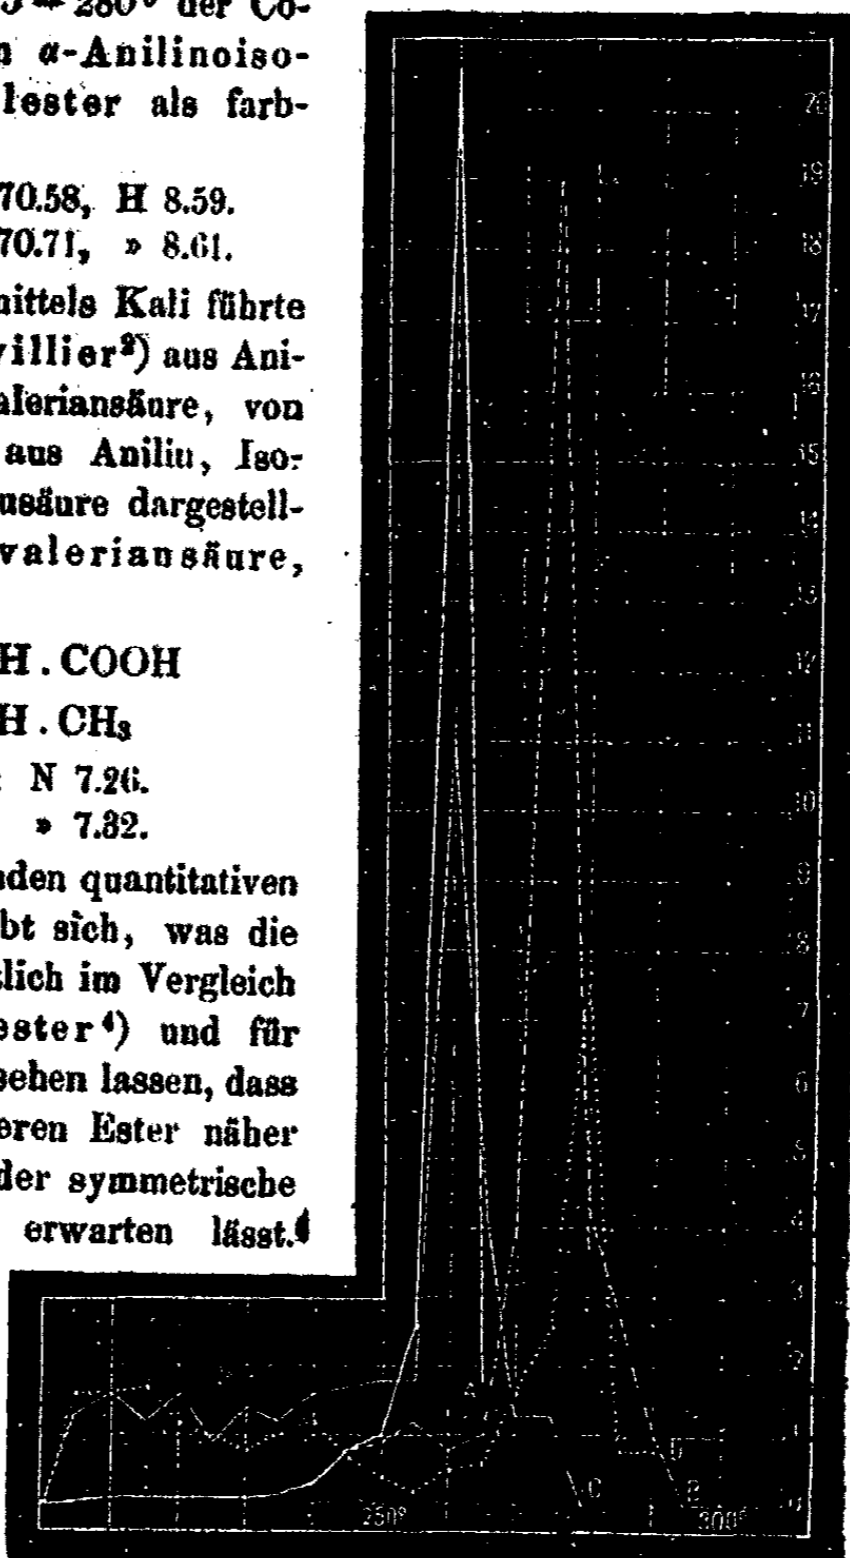 280° der Co-
α-Anilinoiso-
lester als farb-
70.58, H 8.59.
70.71, » 8.61.
mittels Kali führte
villier²) aus Ani-
aleriansäure, von
aus Anilin, Iso-
usäure dargestell-
valeriansäure,
H . COOH
H . CH₃
: N 7.26.
» 7.32.
nden quantitativen
bt sich, was die
lich im Vergleich
ester⁴) und für
sehen lassen, dass
eren Ester näher
der symmetrische
erwarten lässt.
20
19
18
17
16
15
14
13
12
11
10
9
8
7
6
5
4
3
2
A
1
D
C
B
0
250°
300°